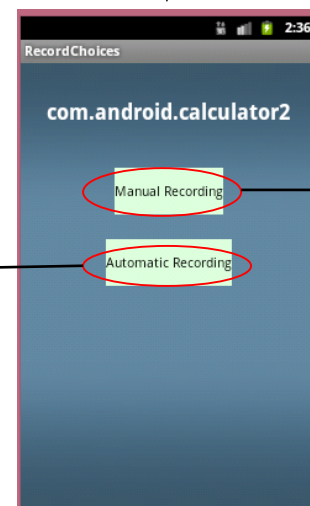 2:36
RecordChoices
com.android.calculator2
Manual Recording
Automatic Recording